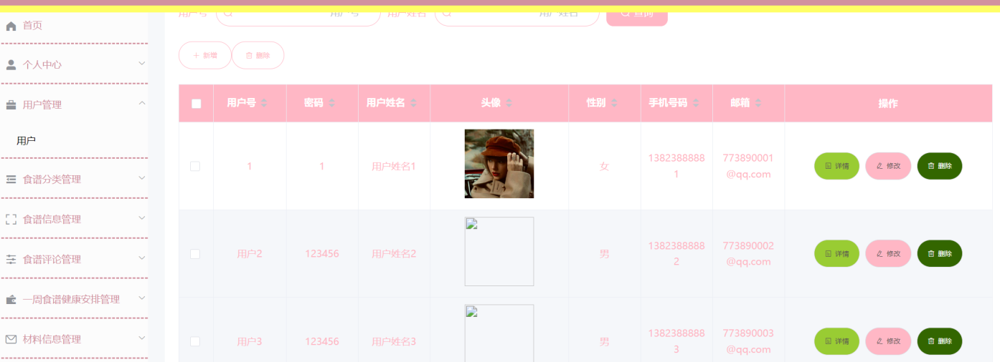 用户号 用户号 用户姓名 用户姓名 查询
首页
新增 删除
个人中心
用户管理
用户
食谱分类管理
食谱信息管理
食谱评论管理
一周食谱健康安排管理
材料信息管理
用户号 密码 用户姓名 头像 性别 手机号码 邮箱 操作
1 1 用户姓名1 女 1382388888 773890001 详情 修改 删除
1 @qq.com
用户2 123456 用户姓名2 男 1382388888 773890002 详情 修改 删除
2 @qq.com
用户3 123456 用户姓名3 男 1382388888 773890003 详情 修改 删除
3 @qq.com